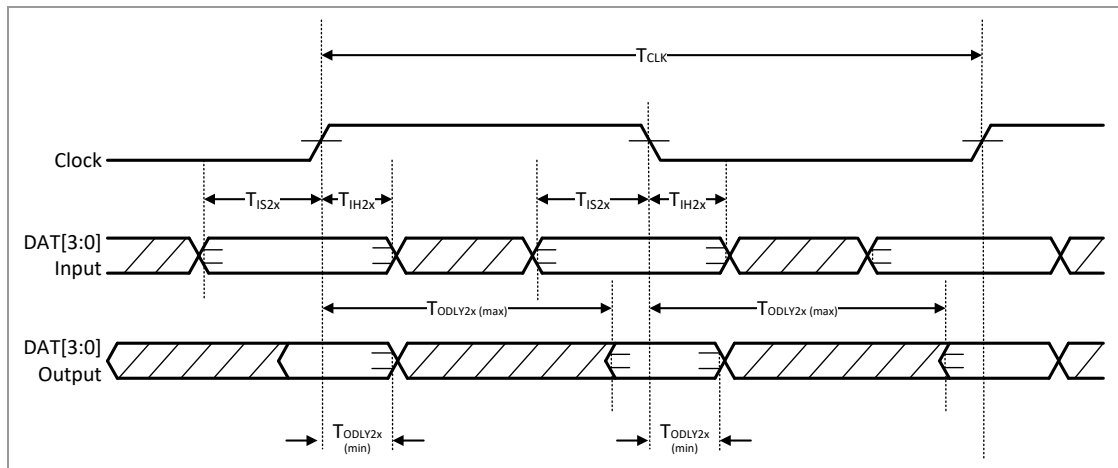 TCLK
Clock
TIS2x TIH2x TIS2x TIH2x
DAT[3:0]
Input
TODLY2x (max) TODLY2x (max)
DAT[3:0]
Output
TODLY2x TODLY2x
(min) (min)